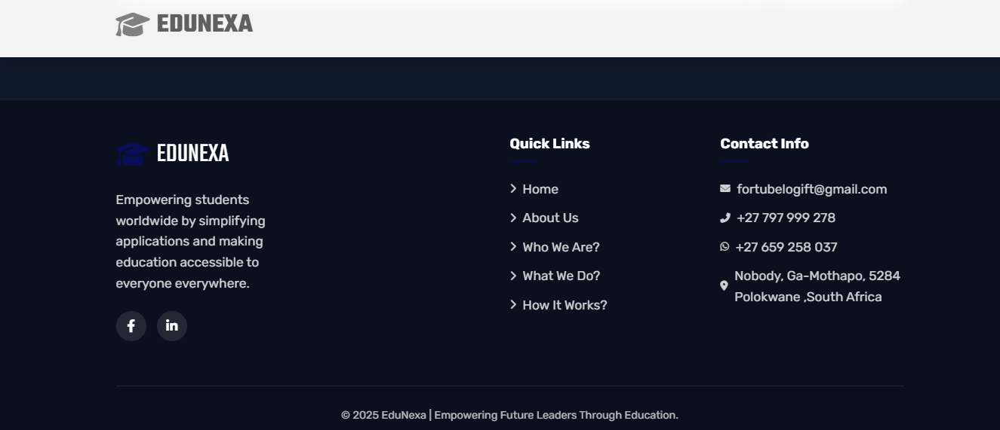 EDUNEXA
EDUNEXA
Empowering students
worldwide by simplifying
applications and making
education accessible to
everyone everywhere.
Quick Links
Home
About Us
Who We Are?
What We Do?
How It Works?
Contact Info
fortubelogift@gmail.com
+27 797 999 278
+27 659 258 037
Nobody, Ga-Mothapo, 5284
Polokwane ,South Africa
© 2025 EduNexa | Empowering Future Leaders Through Education.